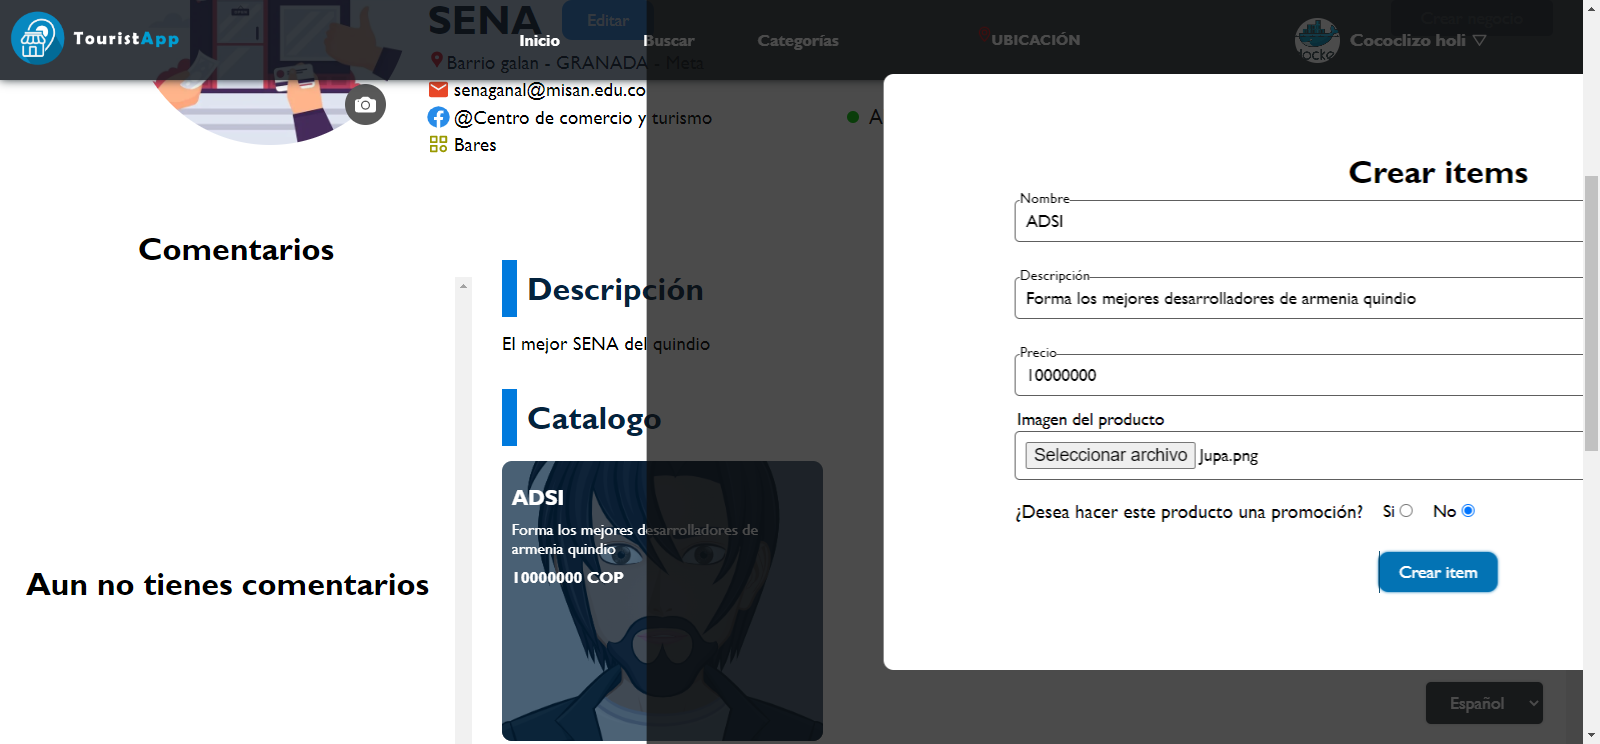 TouristApp
Inicio
Buscar
Categorías
UBICACIÓN
Cococlizo holi
Crear negocio
SENA
Editar
Barrio galan - GRANADA - Meta
senaganal@misan.edu.co
@Centro de comercio y turismo
Bares
A
Comentarios
Aun no tienes comentarios
Descripción
El mejor SENA del quindio
Catalogo
ADSI
Forma los mejores desarrolladores de
armenia quindio
10000000 COP
Crear items
Nombre
ADSI
Descripción
Forma los mejores desarrolladores de armenia quindio
Precio
10000000
Imagen del producto
Seleccionar archivo Jupa.png
¿Desea hacer este producto una promoción? Si No
Crear item
Español